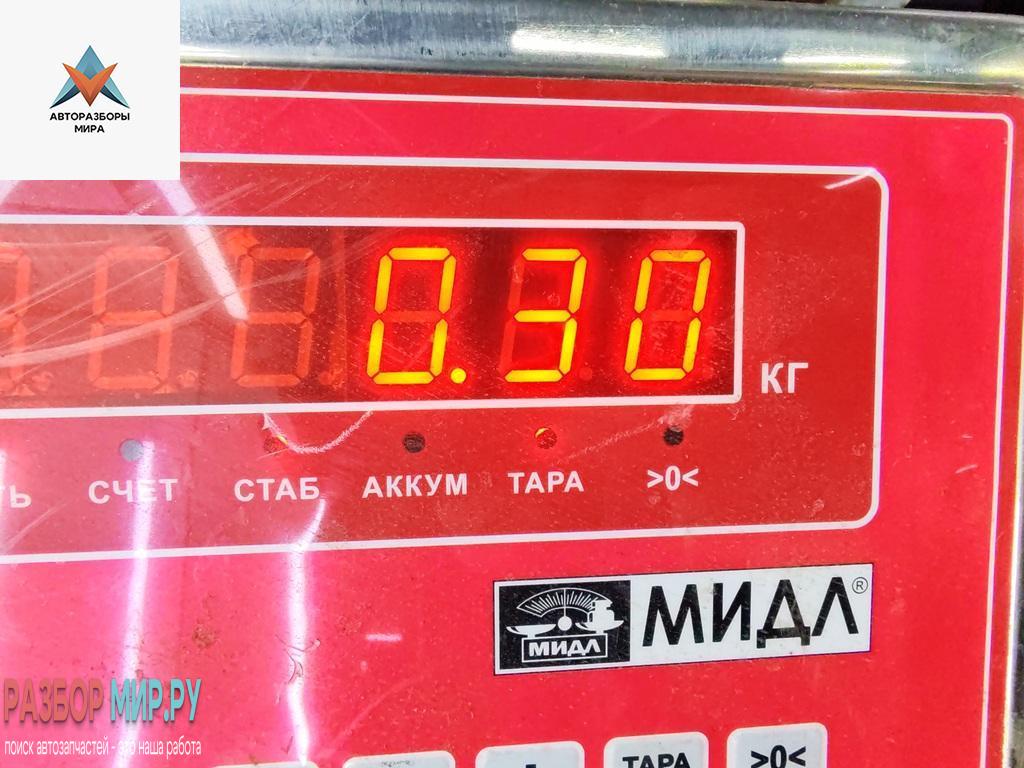 АВТОРАЗБОРЫ
МИРА
0.30
КГ
ТЬ СЧЕТ СТАБ АККУМ ТАРА >0<
МИДЛ
МИДЛ®
РАЗБОР МИР.РУ
поиск автозапчастей - это наша работа
ТАРА >0<